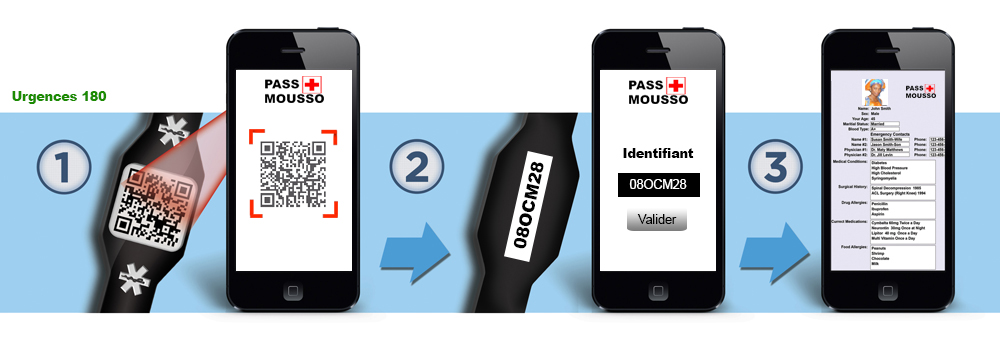 Urgences 180
1
PASS
MOUSSO
2
08OCM28
PASS
MOUSSO
Identifiant
08OCM28
Valider
3
PASS
MOUSSO
Name: John Smith
Sex: Male
Your Age: 45
Martital Status: Married
Blood Type: A+
Emergency Contacts
Name #1: Susan Smith-Wife Phone: 123-456
Name #2: Jason Smith-Son Phone: 123-456
Physician #1: Dr. Maty Matthews Phone: 123-456
Physician #2: Dr. Jill Lavis Phone: 123-456
Medical Conditions: Diabetes
High Blood Pressure
High Cholesterol
Syringomyelia
Surgical History: Spinal Decompression 1995
ACL Surgery (Right Knee) 1994
Drug Allergies: Penicillin
Ibuprofen
Aspirin
Current Medications: Cymbalta 60mg Twice a Day
Neurontin 30mg Once at Night
Lipitor 40 mg Once a Day
Multi Vitamin Once a Day
Food Allergies: Peanuts
Shrimp
Chocolate
Milk